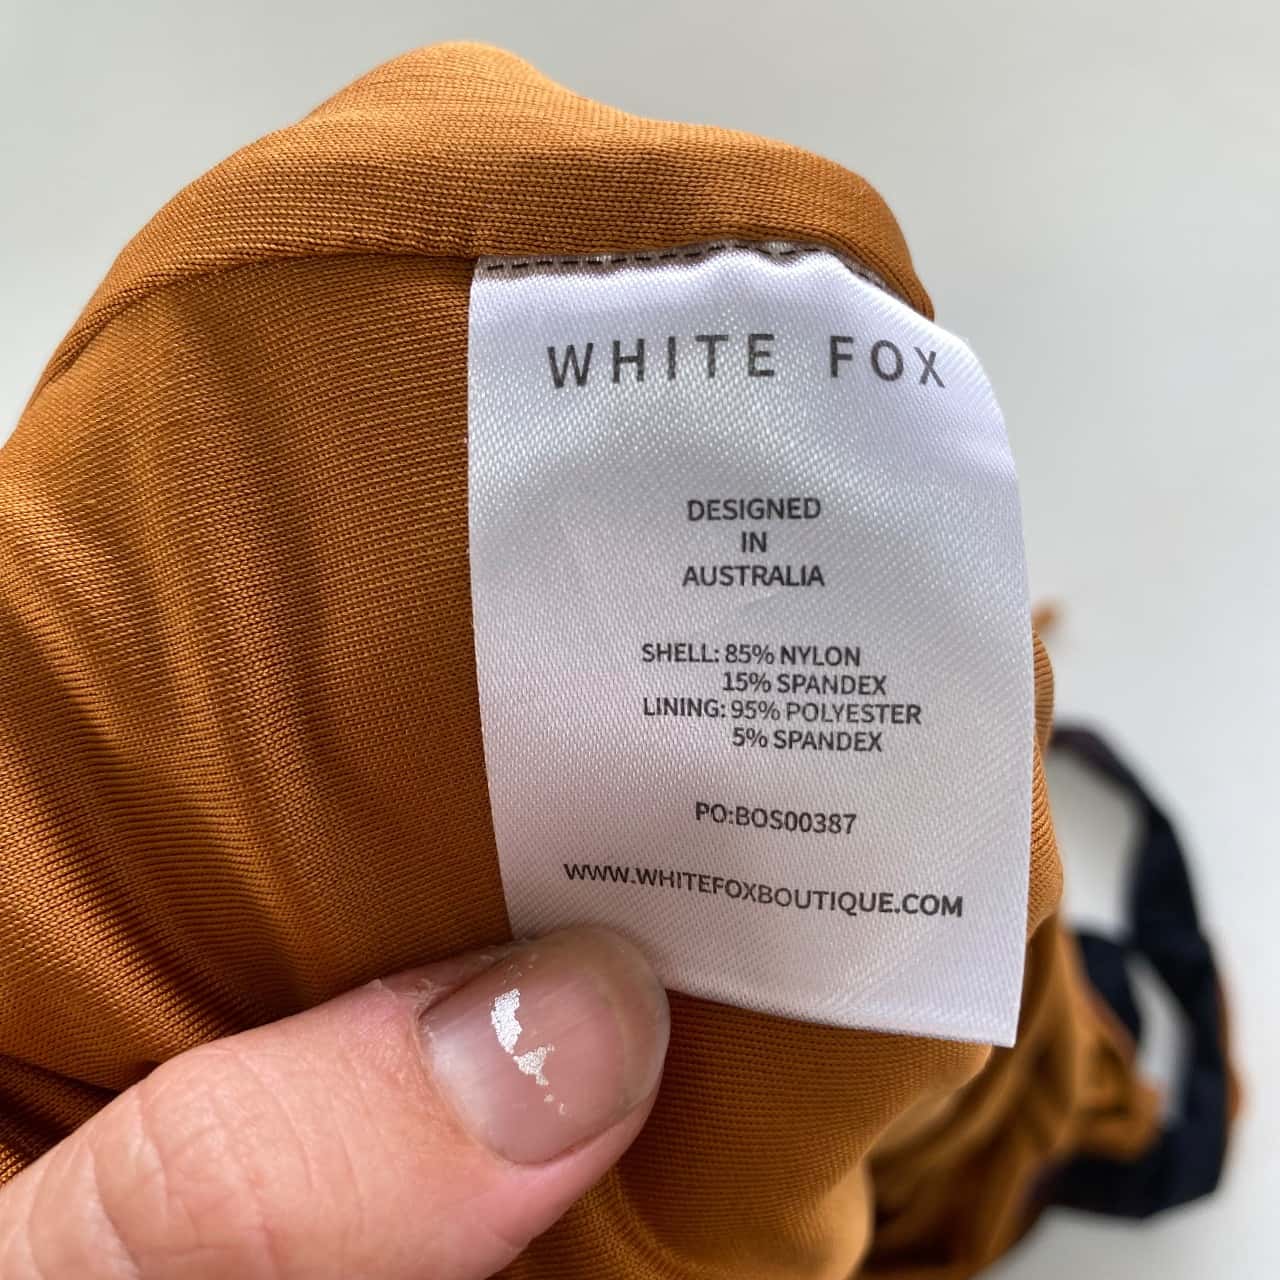 WHITE FOX
DESIGNED
IN
AUSTRALIA
SHELL: 85% NYLON
15% SPANDEX
LINING: 95% POLYESTER
5% SPANDEX
PO:BOS00387
WWW.WHITEFOXBOUTIQUE.COM